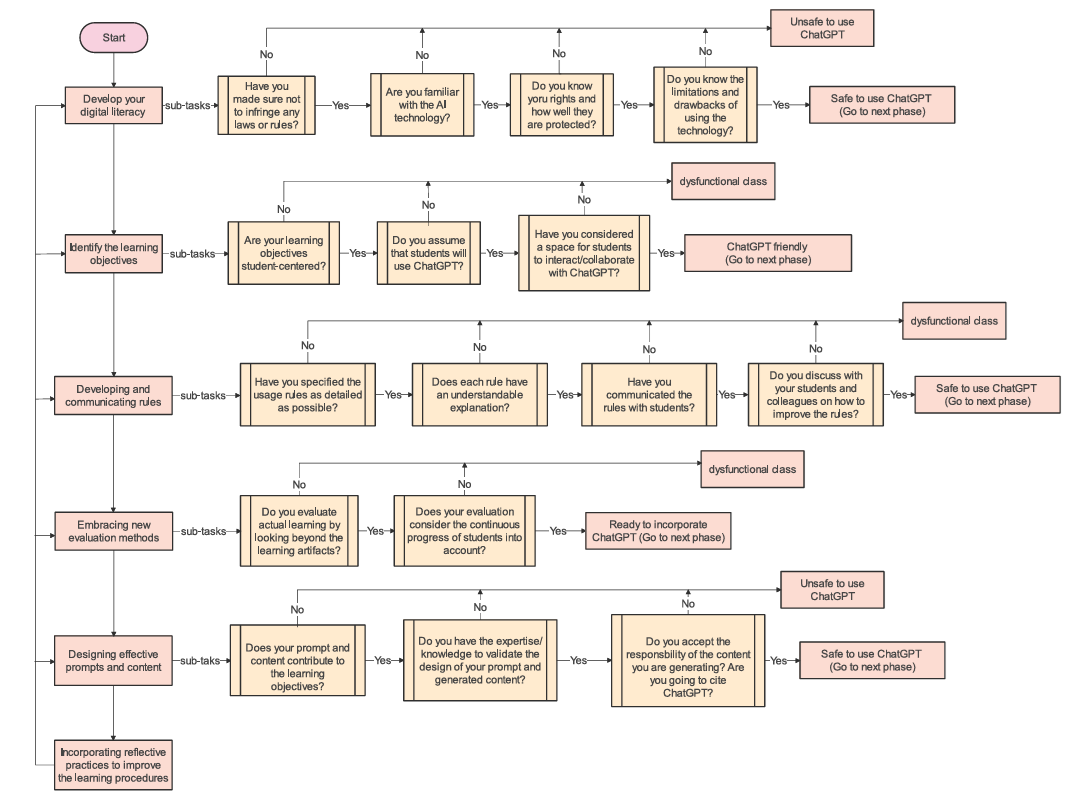 Start
Unsafe to use
ChatGPT
No
No
No
No
Develop your
digital literacy
sub-tasks
Have you
made sure not
to infringe any
laws or rules?
Yes
Are you familiar
with the AI
technology?
Yes
Do you know
yoru rights and
how well they
are protected?
Yes
Do you know the
limitations and
drawbacks of
using the
technology?
Yes
Safe to use ChatGPT
(Go to next phase)
dysfunctional class
No
No
No
Identify the learning
objectives
sub-tasks
Are your learning
objectives
student-centered?
Yes
Do you assume
that students will
use ChatGPT?
Yes
Have you considered
a space for students
to interact/collaborate
with ChatGPT?
Yes
ChatGPT friendly
(Go to next phase)
dysfunctional class
No
No
No
No
Developing and
communicating rules
sub-tasks
Have you specified the
usage rules as detailed
as possible?
Yes
Does each rule have
an understandable
explanation?
Yes
Have you
communicated the
rules with students?
Yes
Do you discuss with
your students and
colleagues on how to
improve the rules?
Yes
Safe to use ChatGPT
(Go to next phase)
dysfunctional class
No
No
Embracing new
evaluation methods
sub-tasks
Do you evaluate
actual learning by
looking beyond the
learning artifacts?
Yes
Does your evaluation
consider the continuous
progress of students into
account?
Yes
Ready to incorporate
ChatGPT (Go to next phase)
Unsafe to use
ChatGPT
No
No
No
Designing effective
prompts and content
sub-taks
Does your prompt and
content contribute to
the learning
objectives?
Yes
Do you have the expertise/
knowledge to validate the
design of your prompt and
generated content?
Yes
Do you accept the
responsbility of the content
you are generating? Are
you going to cite
ChatGPT?
Yes
Safe to use ChatGPT
(Go to next phase)
Incorporating reflective
practices to improve
the learning procedures